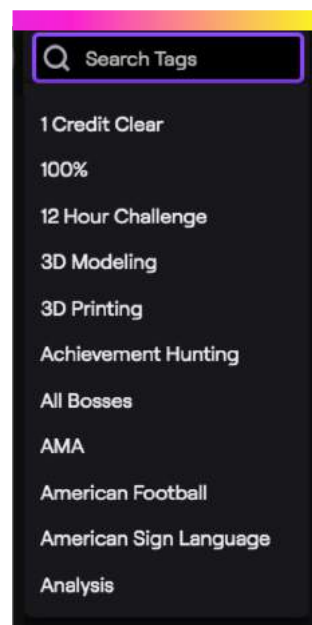 Search Tags
1 Credit Clear
100%
12 Hour Challenge
3D Modeling
3D Printing
Achievement Hunting
All Bosses
AMA
American Football
American Sign Language
Analysis